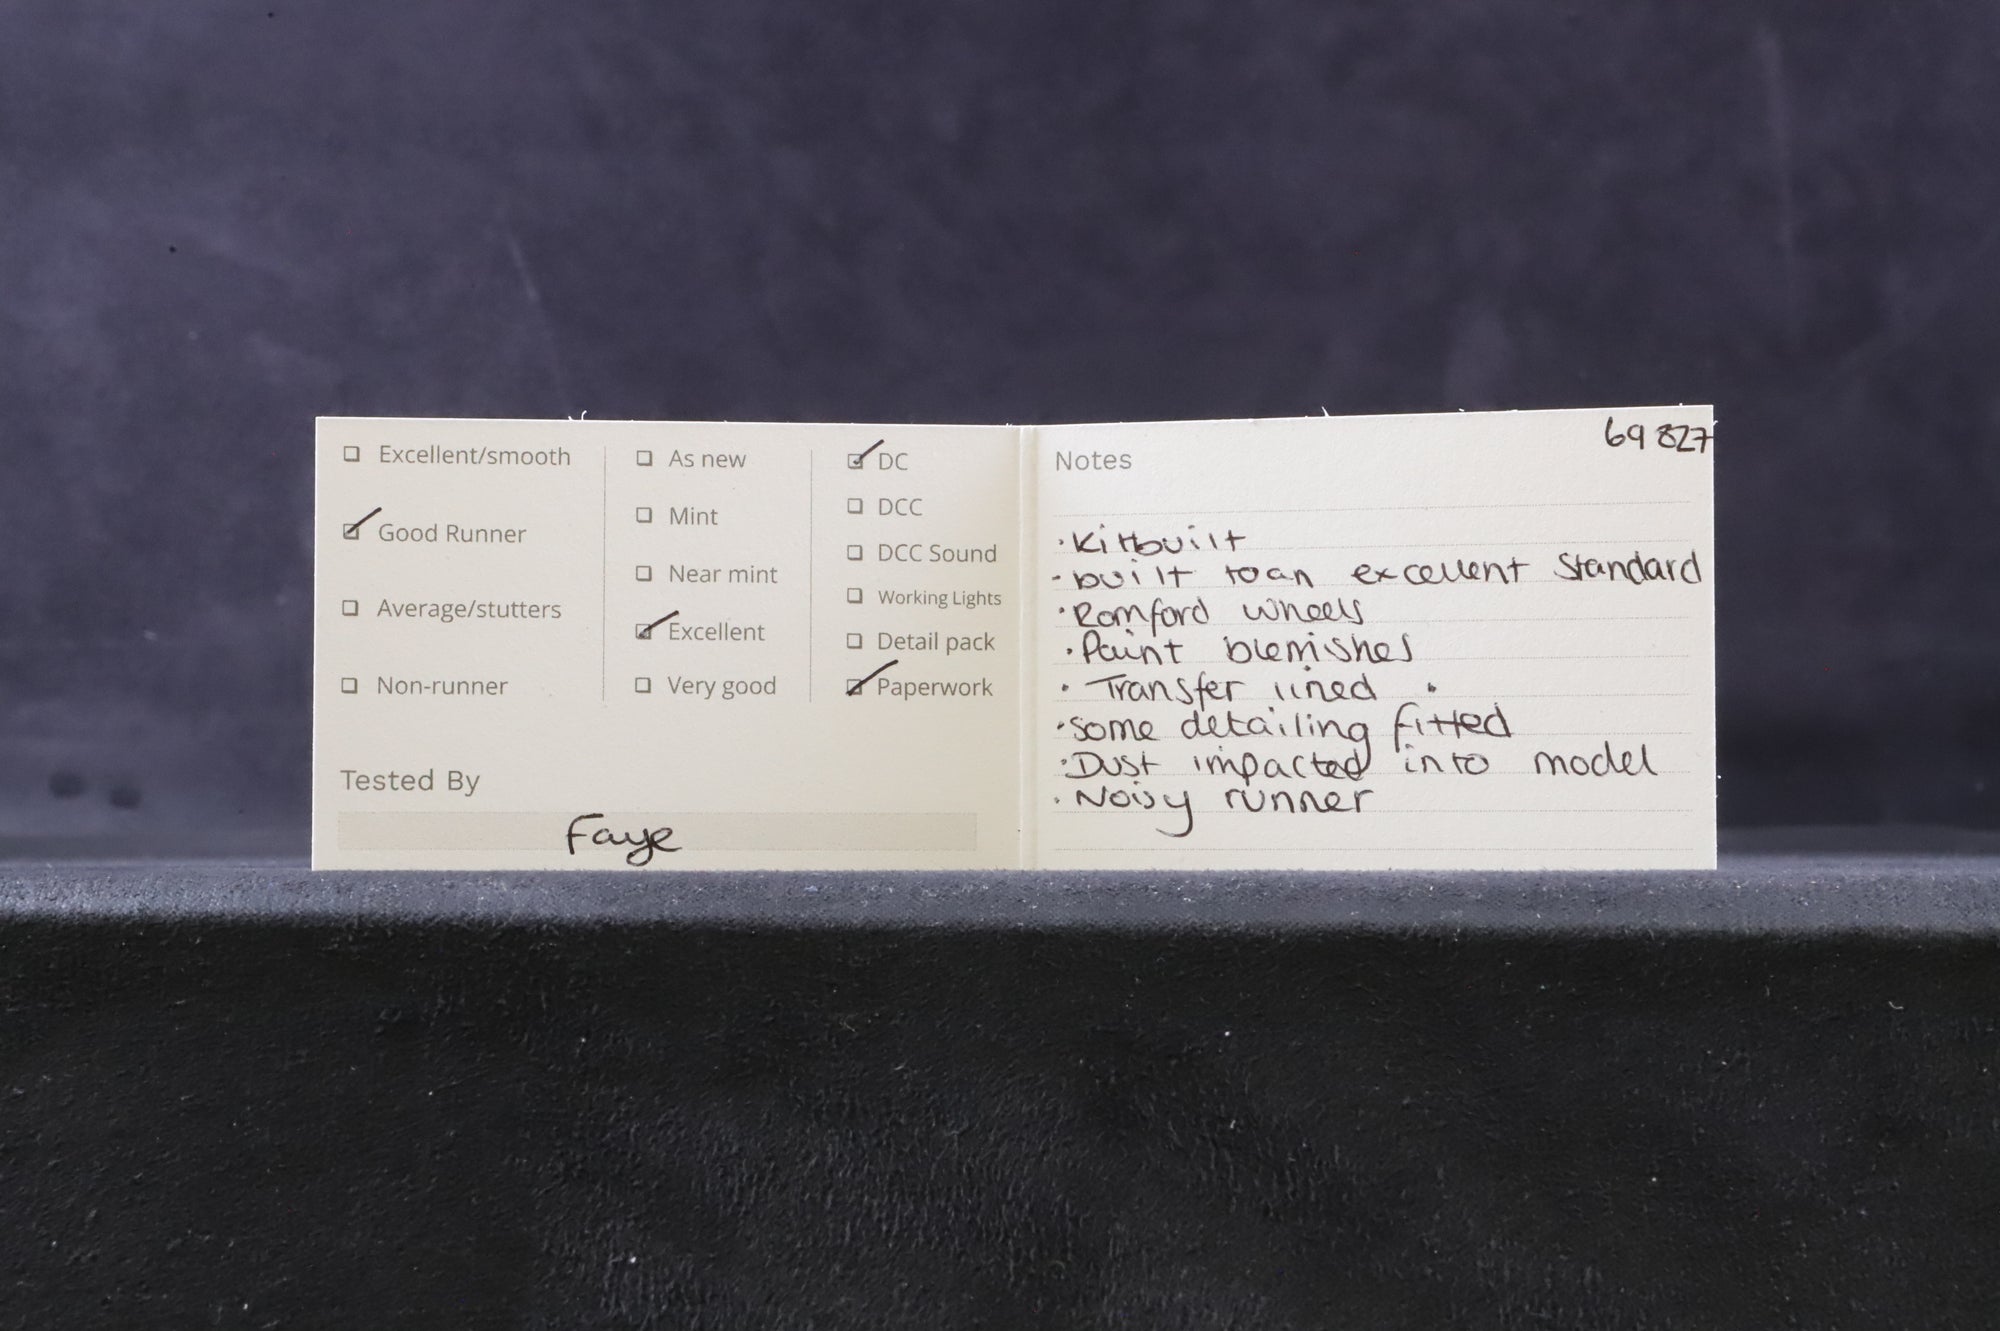 Excellent/smooth
Good Runner
Average/stutters
Non-runner
As new
Mint
Near mint
Excellent
Very good
DC
DCC
DCC Sound
Working Lights
Detail pack
Paperwork
Tested By
Faye
69827
Notes
· Kitbuilt
· built to an excellent standard
· Romford wheels
· Paint blemishes
· Transfer lined ·
· some detailing fitted
· Dust impacted into model
· Noisy runner